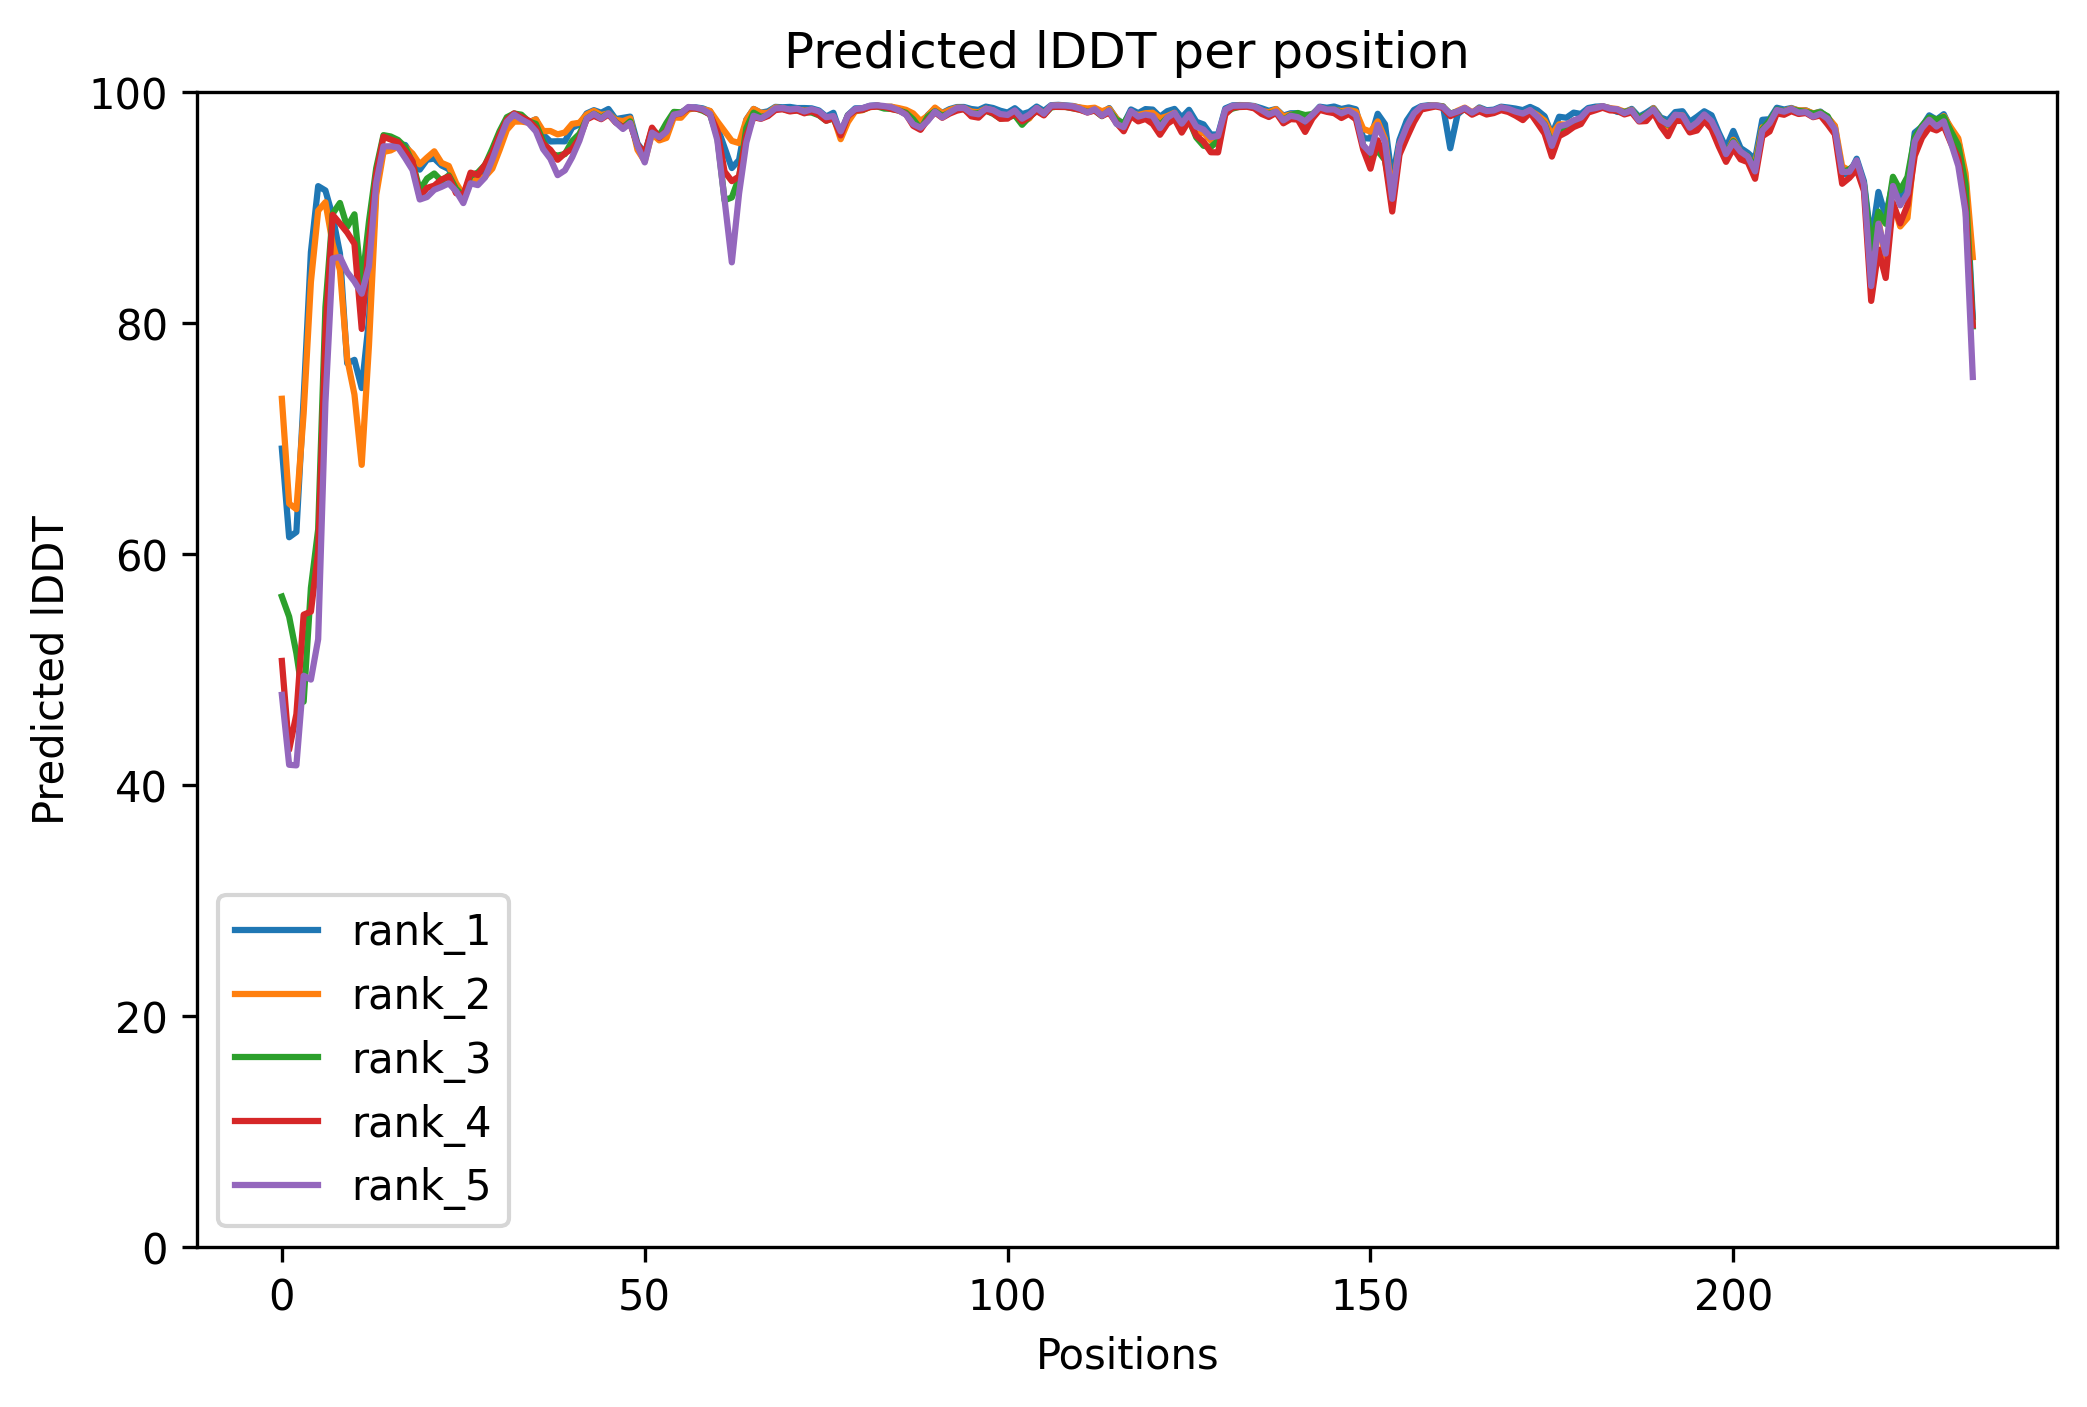 Predicted lDDT per position
100
80
60
40
20
0
Predicted lDDT
rank_1
rank_2
rank_3
rank_4
rank_5
0 50 100 150 200
Positions